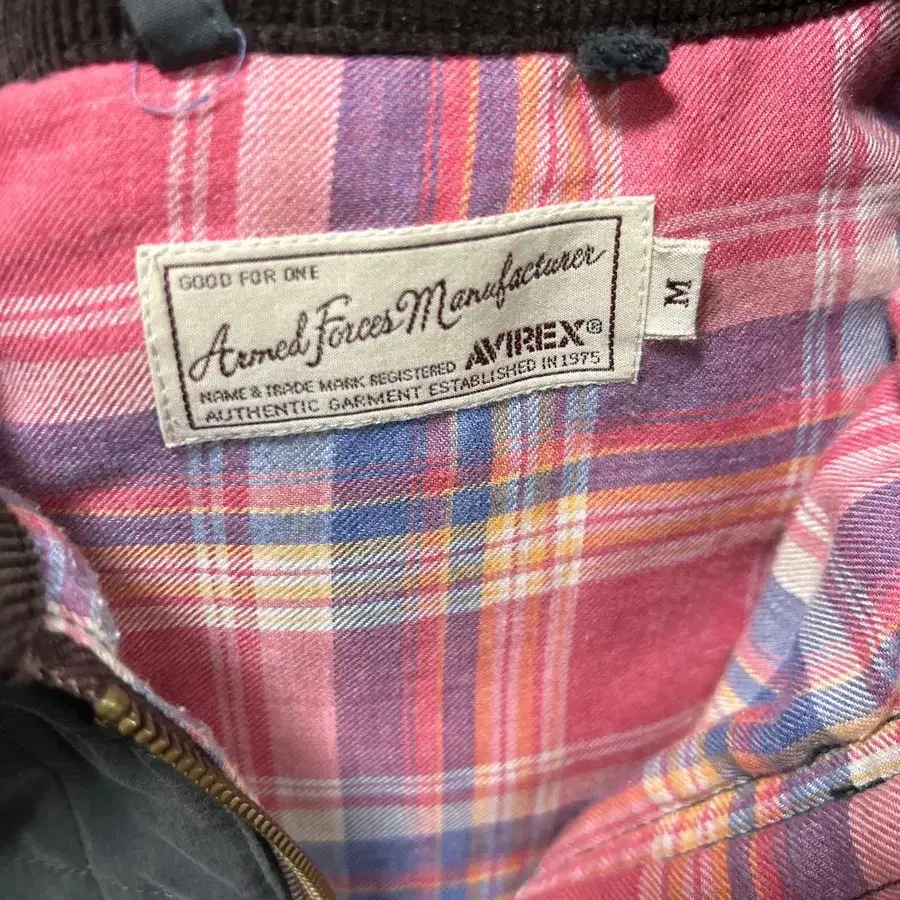 GOOD FOR ONE
Armed Forces Manufacturer
AVIREX®
NAME & TRADE MARK REGISTERED
AUTHENTIC GARMENT ESTABLISHED IN 1975
M